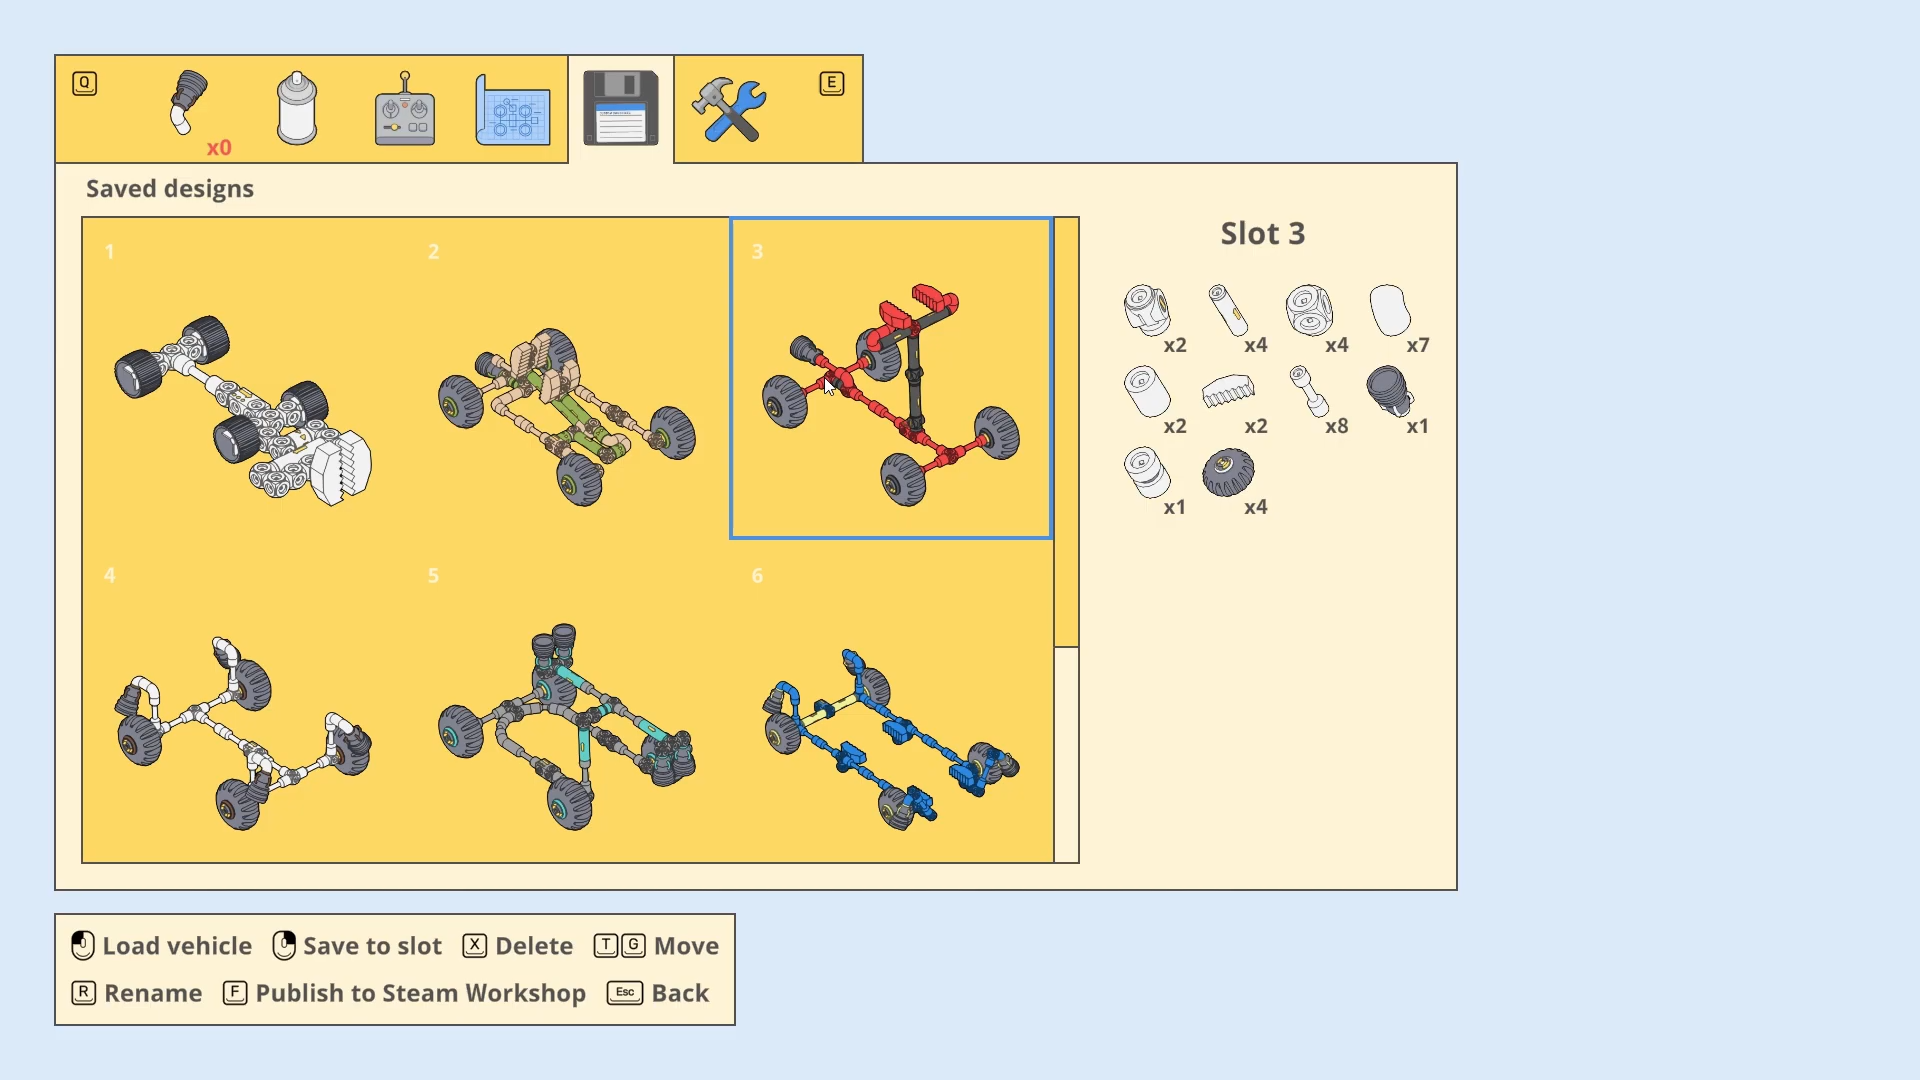 Q
E
x0
Saved designs
1
2
3
4
5
6
Slot 3
x2 x4 x4 x7
x2 x2 x8 x1
x1 x4
Load vehicle Save to slot X Delete T G Move
R Rename F Publish to Steam Workshop Esc Back